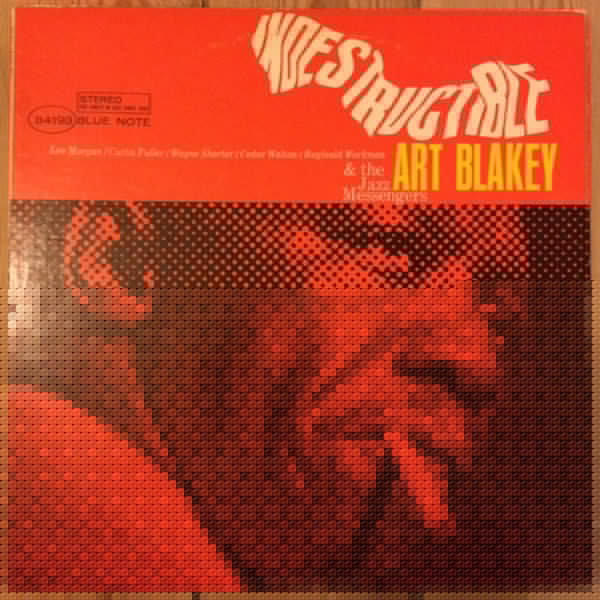 INDESTRUCTIBLE
STEREO
84193 BLUE NOTE
Lee Morgan / Curtis Fuller / Wayne Shorter / Cedar Walton / Reginald Workman
ART BLAKEY
& the
Jazz
Messengers